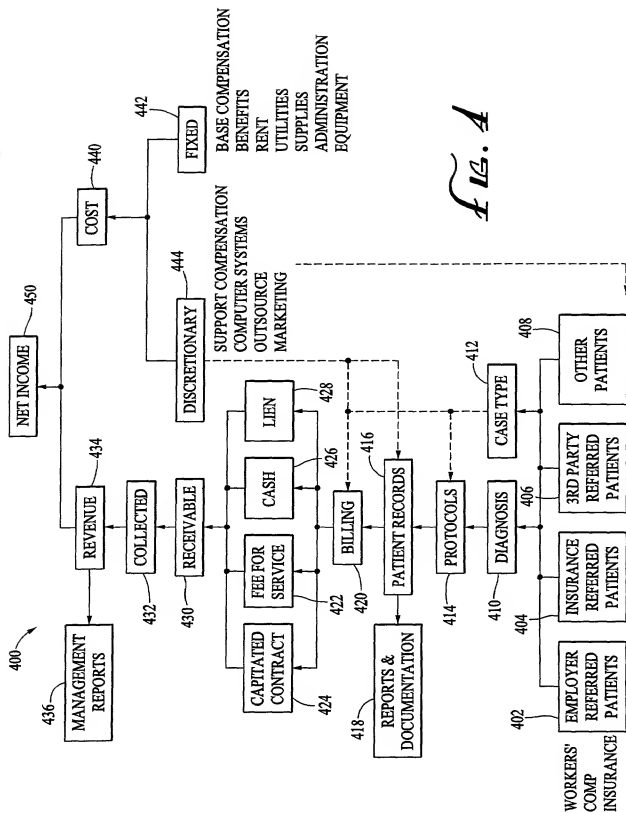 400
NET INCOME
450
MANAGEMENT
REPORTS
436
REVENUE
434
COST
440
COLLECTED
432
RECEIVABLE
430
DISCRETIONARY
444
SUPPORT COMPENSATION
COMPUTER SYSTEMS
OUTSOURCE
MARKETING
FIXED
442
BASE COMPENSATION
BENEFITS
RENT
UTILITIES
SUPPLIES
ADMINISTRATION
EQUIPMENT
CAPITATED
CONTRACT
424
FEE FOR
SERVICE
422
CASH
426
LIEN
428
BILLING
420
REPORTS &
DOCUMENTATION
418
PATIENT RECORDS
416
PROTOCOLS
414
DIAGNOSIS
410
CASE TYPE
412
WORKERS'
COMP
INSURANCE
EMPLOYER
REFERRED
PATIENTS
402
INSURANCE
REFERRED
PATIENTS
404
3RD PARTY
REFERRED
PATIENTS
406
OTHER
PATIENTS
408
FIG. 4